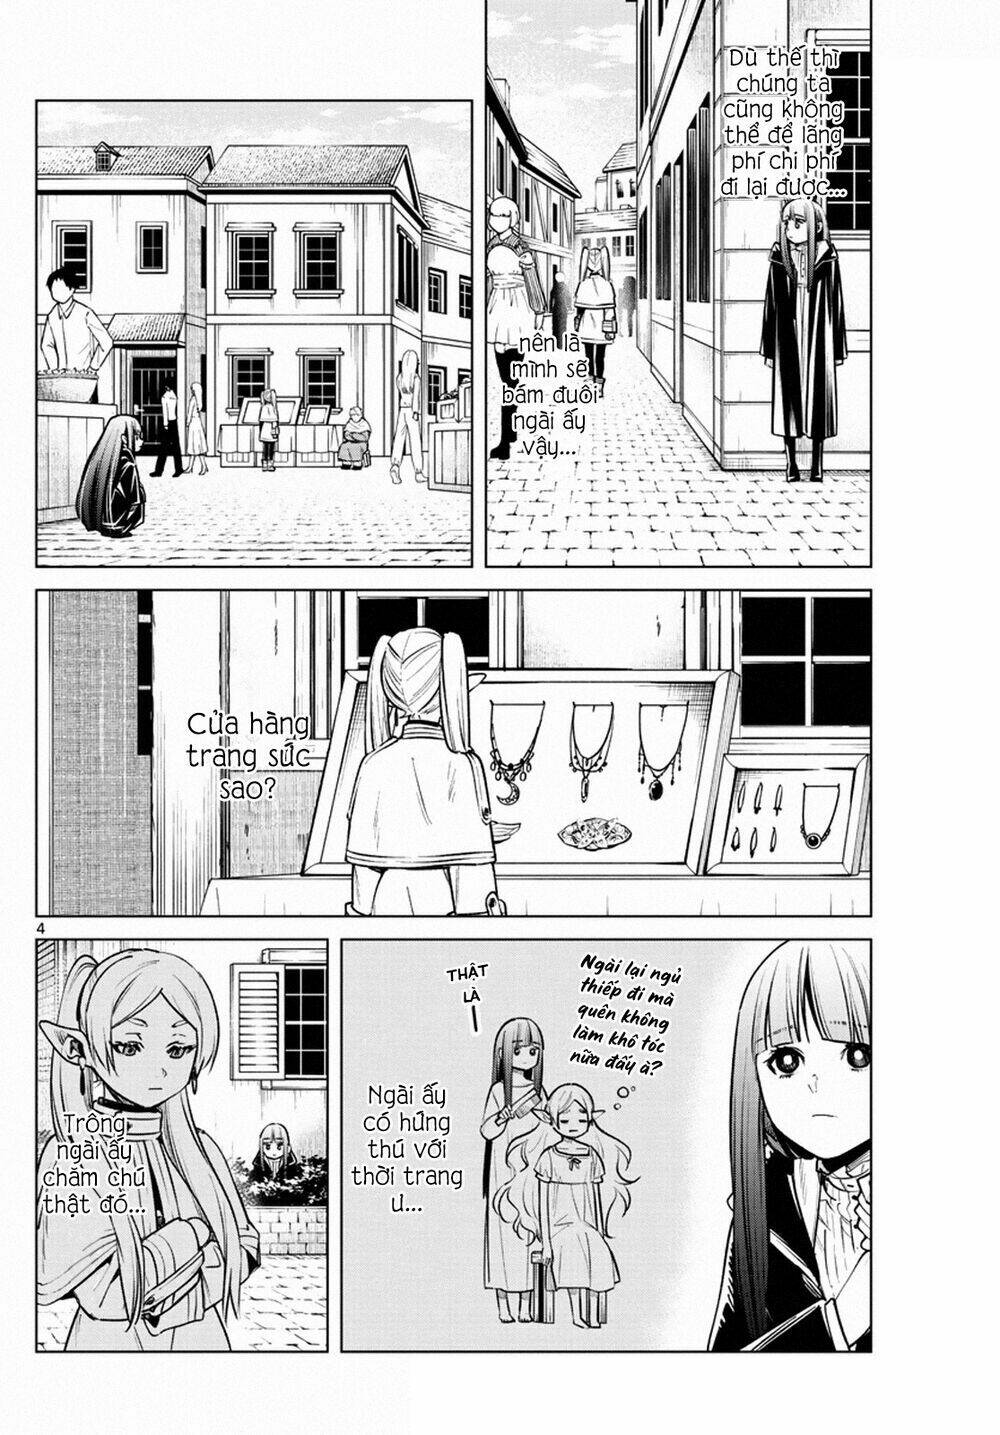 Dù thế thì
chúng ta
cũng không
thể để lãng
phí chi phí
đi lại được...
nên là
mình sẽ
bám đuôi
ngài ấy
vậy...
Cửa hàng
trang sức
sao?
4
Ngài lại ngủ
thiếp đi mà
quên không
làm khô tóc
nữa đấy à?
THẬT
LÀ
Ngài ấy
có hứng
thú với
thời trang
ư...
Trông
ngài ấy
chăm chú
thật đó...